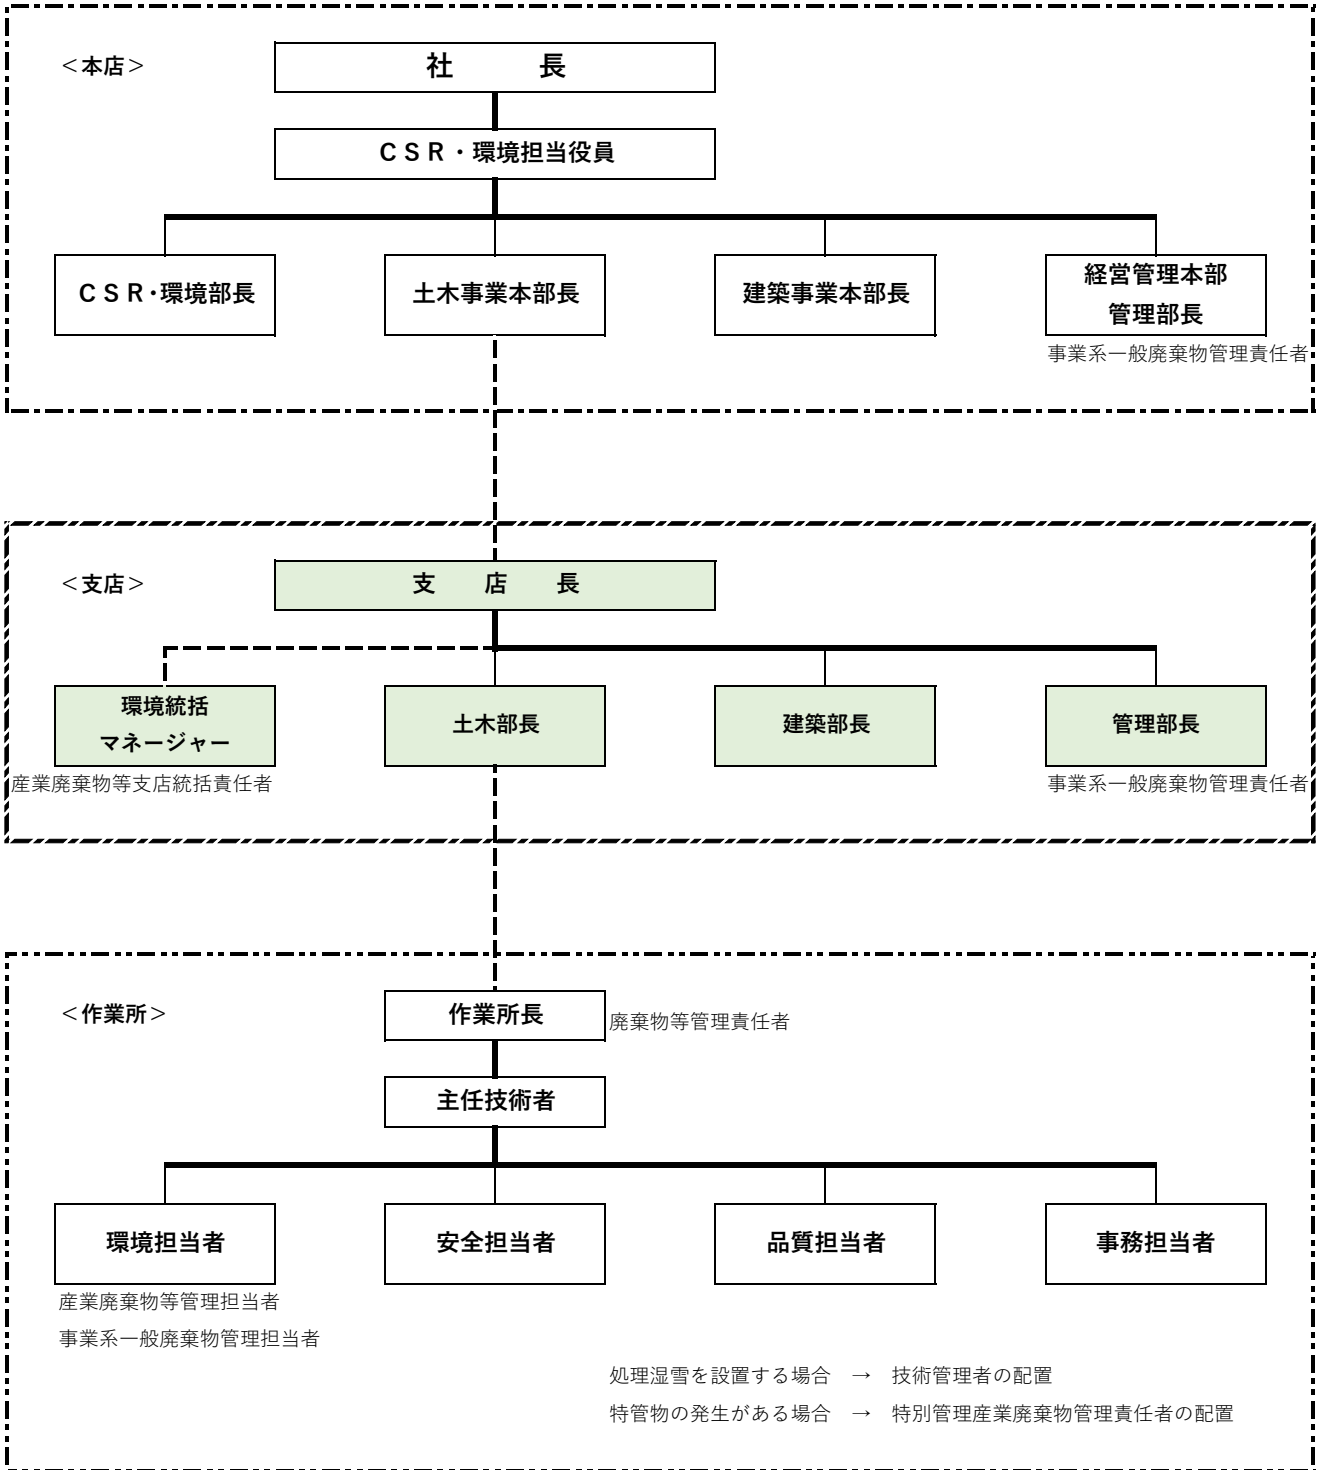 ＜本店＞
社　　　長
ＣＳＲ・環境担当役員
ＣＳＲ･環境部長
土木事業本部長
建築事業本部長
経営管理本部
管理部長
事業系一般廃棄物管理責任者
＜支店＞
支　　店　　長
環境統括
マネージャー
土木部長
建築部長
管理部長
産業廃棄物等支店統括責任者
事業系一般廃棄物管理責任者
＜作業所＞
作業所長
廃棄物等管理責任者
主任技術者
環境担当者
安全担当者
品質担当者
事務担当者
産業廃棄物等管理担当者
事業系一般廃棄物管理担当者
処理湿雪を設置する場合　→　技術管理者の配置
特管物の発生がある場合　→　特別管理産業廃棄物管理責任者の配置